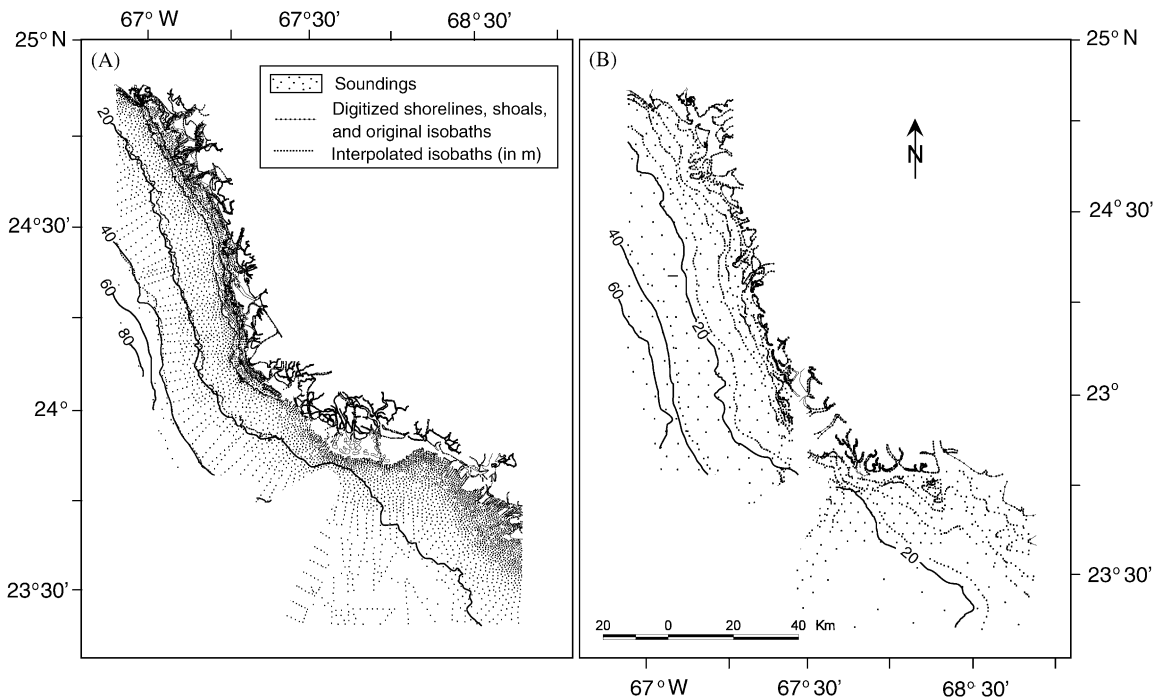 67° W 67°30' 68°30'
25° N
(A)
Soundings
Digitized shorelines, shoals,
and original isobaths
Interpolated isobaths (in m)
20
40
60
80
24°30'
24°
23°30'
(B)
N
25° N
40
60
20
20
24°30'
23°
23°30'
20 0 20 40 Km
67° W 67°30' 68°30'